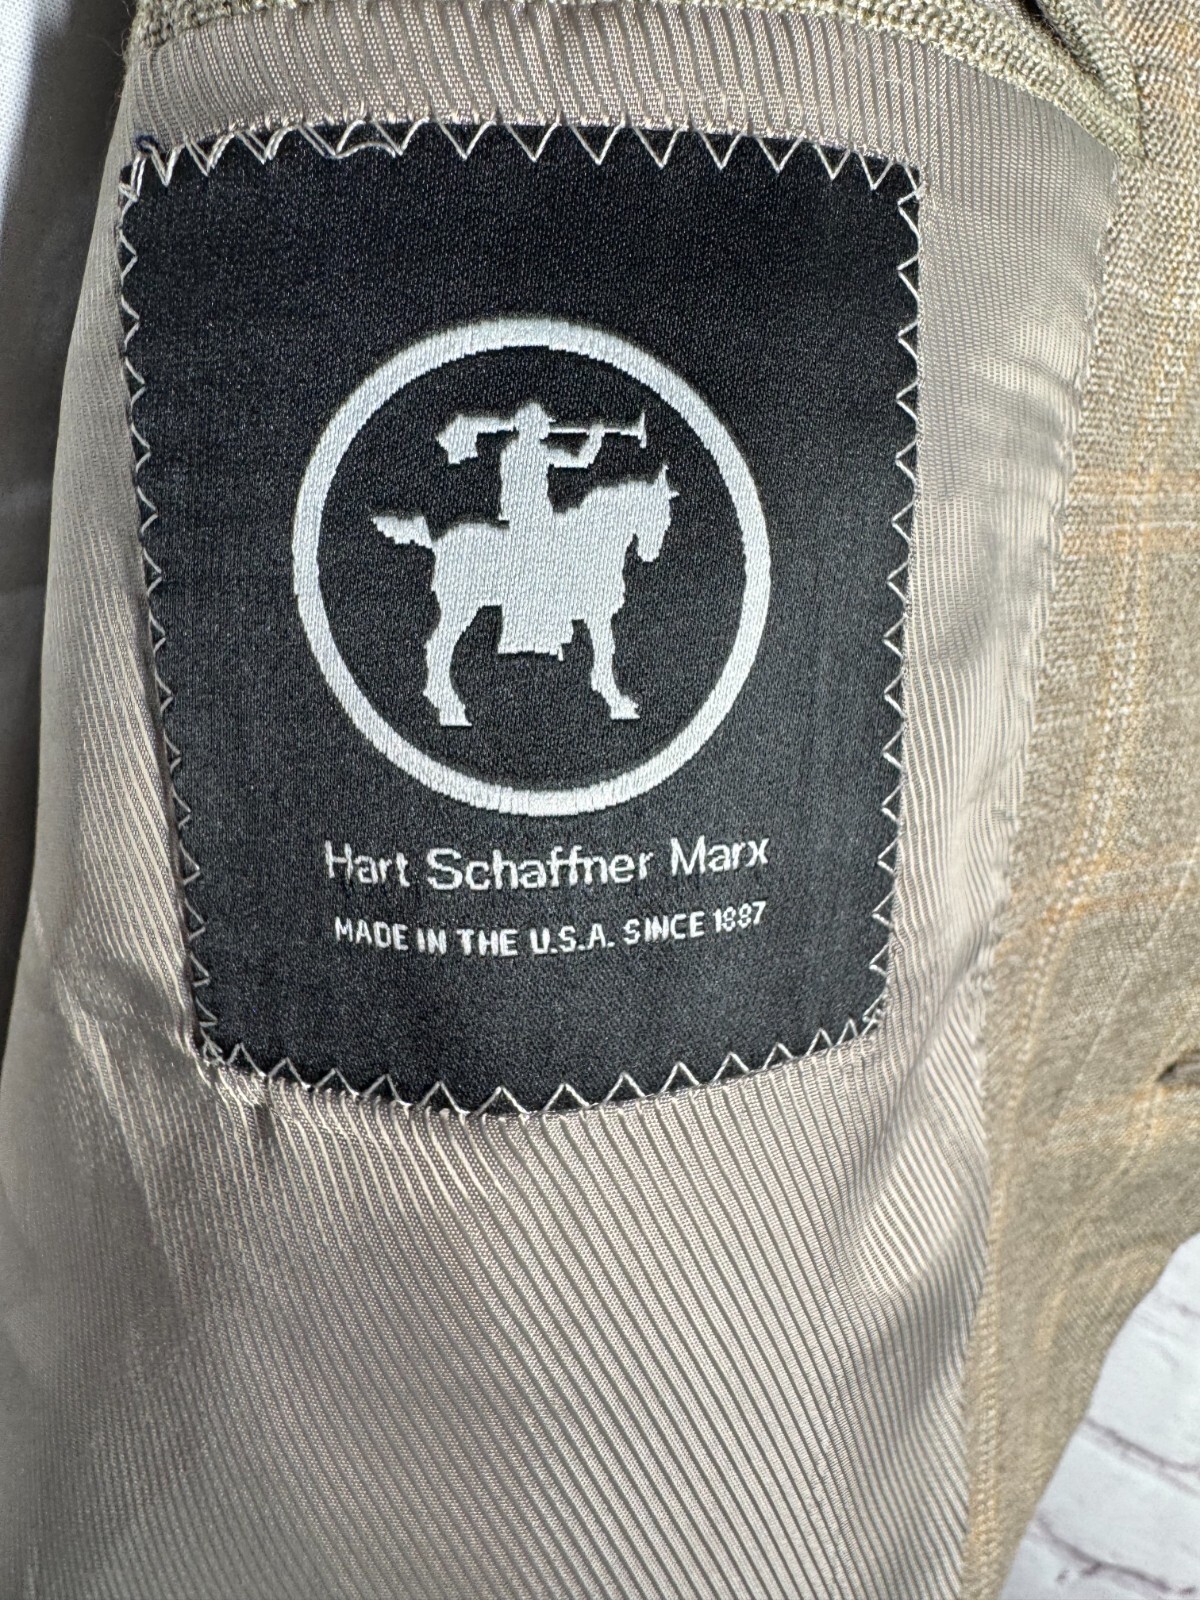 Hart Schaffner Marx
MADE IN THE U.S.A. SINCE 1887